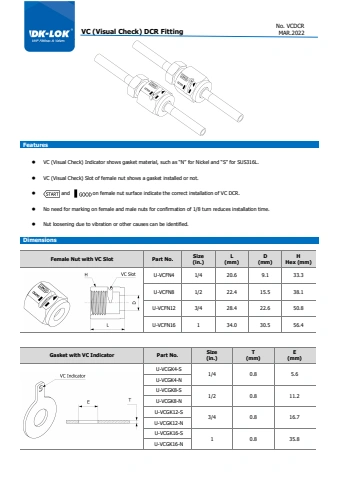 DK-LOK
VC (Visual Check) DCR Fitting
No. VCDCR
MAR.2022
Features
● VC (Visual Check) Indicator shows gasket material, such as "N" for Nickel and "S" for SUS316L.
● VC (Visual Check) Slot of female nut shows a gasket installed or not.
● START and GOOD on female nut surface indicate the correct installation of VC DCR.
● No need for marking on female and male nuts for confirmation of 1/8 turn reduces installation time.
● Nut loosening due to vibration or other causes can be identified.
Dimensions
Female Nut with VC Slot Part No. Size (in.) L (mm) D (mm) H Hex (mm)
H VC Slot D L
U-VCFN4 1/4 20.6 9.1 33.3
U-VCFN8 1/2 22.4 15.5 38.1
U-VCFN12 3/4 28.4 22.6 50.8
U-VCFN16 1 34.0 30.5 56.4
Gasket with VC Indicator Part No. Size (in.) T (mm) E (mm)
VC Indicator E T
U-VCGK4-S
1/4 0.8 5.6
U-VCGK4-N
U-VCGK8-S
1/2 0.8 11.2
U-VCGK8-N
U-VCGK12-S
3/4 0.8 16.7
U-VCGK12-N
U-VCGK16-S
1 0.8 35.8
U-VCGK16-N